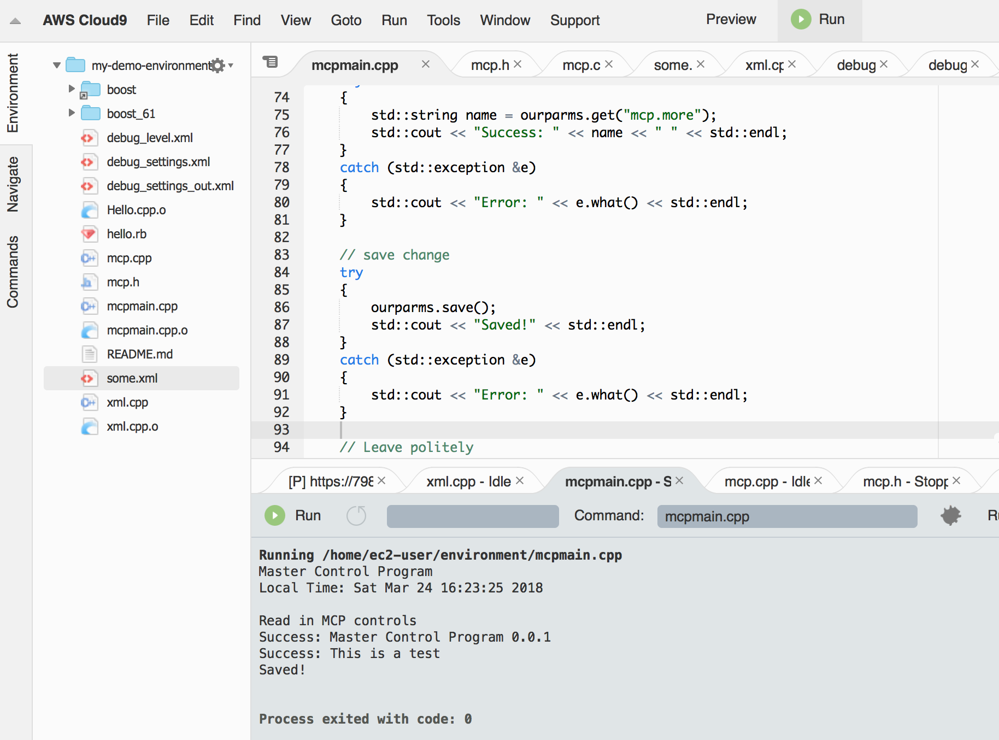 AWS Cloud9 File Edit Find View Goto Run Tools Window Support Preview Run
Environment
Navigate
Commands
my-demo-environment
boost
boost_61
debug_level.xml
debug_settings.xml
debug_settings_out.xml
Hello.cpp.o
hello.rb
mcp.cpp
mcp.h
mcpmain.cpp
mcpmain.cpp.o
README.md
some.xml
xml.cpp
xml.cpp.o
mcpmain.cpp mcp.h mcp.c some. xml.cp debug debug
74 {
75 std::string name = ourparms.get("mcp.more");
76 std::cout << "Success: " << name << " " << std::endl;
77 }
78 catch (std::exception &e)
79 {
80 std::cout << "Error: " << e.what() << std::endl;
81 }
82
83 // save change
84 try
85 {
86 ourparms.save();
87 std::cout << "Saved!" << std::endl;
88 }
89 catch (std::exception &e)
90 {
91 std::cout << "Error: " << e.what() << std::endl;
92 }
93
94 // Leave politely
[P] https://798 xml.cpp - Idle mcpmain.cpp - S mcp.cpp - Idle mcp.h - Stopp
Run Command: mcpmain.cpp
Running /home/ec2-user/environment/mcpmain.cpp
Master Control Program
Local Time: Sat Mar 24 16:23:25 2018
Read in MCP controls
Success: Master Control Program 0.0.1
Success: This is a test
Saved!
Process exited with code: 0